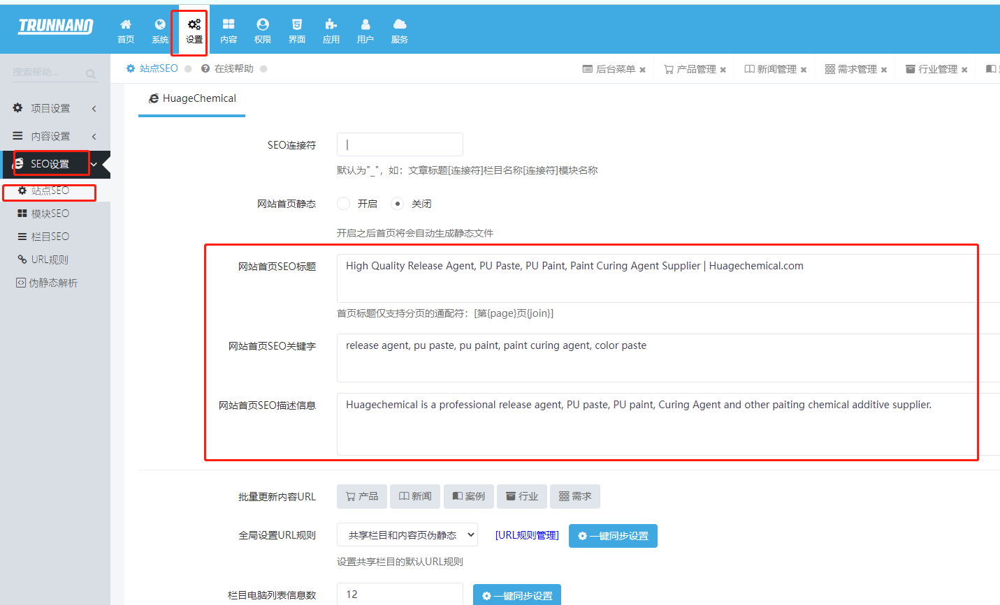 TRUNNANO
首页 系统 设置 内容 权限 界面 应用 用户 服务
搜索帮助...
站点SEO 在线帮助 后台菜单 产品管理 新闻管理 需求管理 行业管理
项目设置
内容设置
SEO设置
站点SEO
模块SEO
栏目SEO
URL规则
伪静态解析
HuageChemical
SEO连接符 |
默认为"_"，如：文章标题[连接符]栏目名称[连接符]模块名称
网站首页静态 开启 关闭
开启之后首页将会自动生成静态文件
网站首页SEO标题 High Quality Release Agent, PU Paste, PU Paint, Paint Curing Agent Supplier | Huagechemical.com
首页标题仅支持分页的通配符：[第{page}页{join}]
网站首页SEO关键字 release agent, pu paste, pu paint, paint curing agent, color paste
网站首页SEO描述信息 Huagechemical is a professional release agent, PU paste, PU paint, Curing Agent and other paiting chemical additive supplier.
批量更新内容URL 产品 新闻 案例 行业 需求
全局设置URL规则 共享栏目和内容页伪静态 [URL规则管理] 一键同步设置
设置共享栏目的默认URL规则
栏目电脑列表信息数 12 一键同步设置